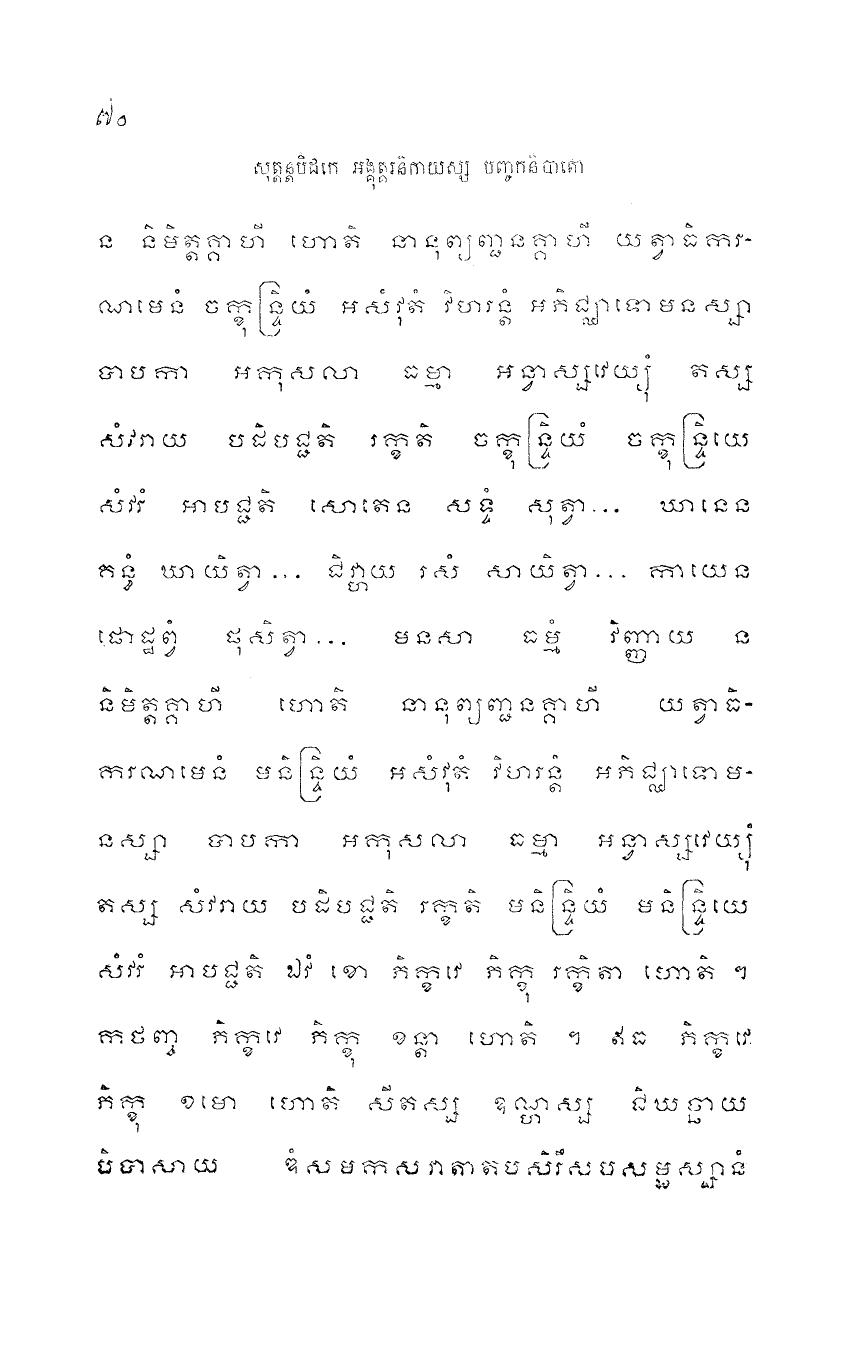 ៧០
សុត្តន្តបិដកេ អង្គុត្តរនិកាយស្ស បញ្ចកនិបាតោ
ន និមិត្តគ្គាហី ហោតិ នានុព្យញ្ជនគ្គាហី យត្វាធិការ-
ណមេនំ ចក្ខុន្ទ្រិយំ អសំវុតំ វិហរន្តំ អភិជ្ឈាទោមនស្សា
បាបកា អកុសលា ធម្មា អន្វាស្សវេយ្យុំ តស្ស
សំវរាយ បដិបជ្ជតិ រក្ខតិ ចក្ខុន្ទ្រិយំ ចក្ខុន្ទ្រិយេ
សំវរំ អាបជ្ជតិ សោតេន សទ្ទំ សុត្វា... ឃានេន
គន្ធំ ឃាយិត្វា... ជិវ្ហាយ រសំ សាយិត្វា... កាយេន
ផោដ្ឋព្វំ ផុសិត្វា... មនសា ធម្មំ វិញ្ញាយ ន
និមិត្តគ្គាហី ហោតិ នានុព្យញ្ជនគ្គាហី យត្វាធិ-
ការណមេនំ មនិន្ទ្រិយំ អសំវុតំ វិហរន្តំ អភិជ្ឈាទោម-
នស្សា បាបកា អកុសលា ធម្មា អន្វាស្សវេយ្យុំ
តស្ស សំវរាយ បដិបជ្ជតិ រក្ខតិ មនិន្ទ្រិយំ មនិន្ទ្រិយេ
សំវរំ អាបជ្ជតិ ឯវំ ខោ ភិក្ខវេ ភិក្ខុ រក្ខិតា ហោតិ ។
កថញ្ច ភិក្ខវេ ភិក្ខុ ខន្តា ហោតិ ។ ឥធ ភិក្ខវេ
ភិក្ខុ ខមោ ហោតិ សីតស្ស ឧណ្ហស្ស ជិឃច្ឆាយ
បិបាសាយ ឌំសមកសវាតាតបសិរឹសបសម្ផស្សានំ